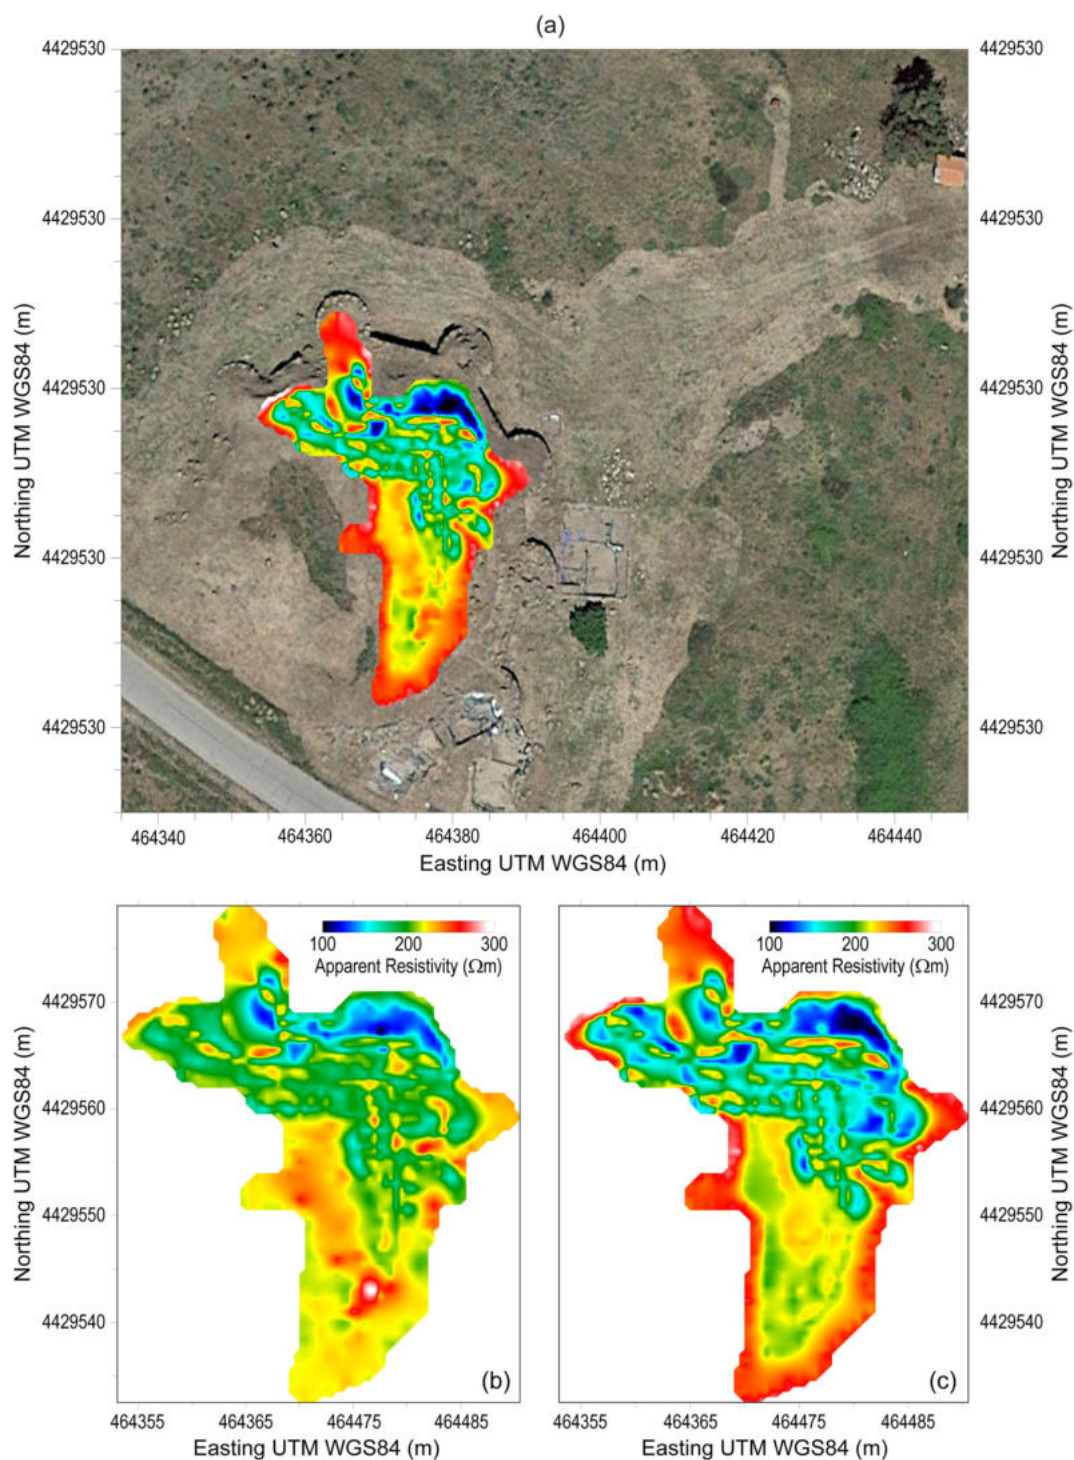 (a)
4429530 4429530
4429530 4429530
4429530 4429530
4429530 4429530
4429530 4429530
Northing UTM WGS84 (m) Northing UTM WGS84 (m)
464340 464360 464380 464400 464420 464440
Easting UTM WGS84 (m)
100 200 300 100 200 300
Apparent Resistivity (Ωm) Apparent Resistivity (Ωm)
4429570 4429570
4429560 4429560
4429550 4429550
4429540 4429540
Northing UTM WGS84 (m) Northing UTM WGS84 (m)
(b) (c)
464355 464365 464475 464485 464355 464365 464475 464485
Easting UTM WGS84 (m) Easting UTM WGS84 (m)